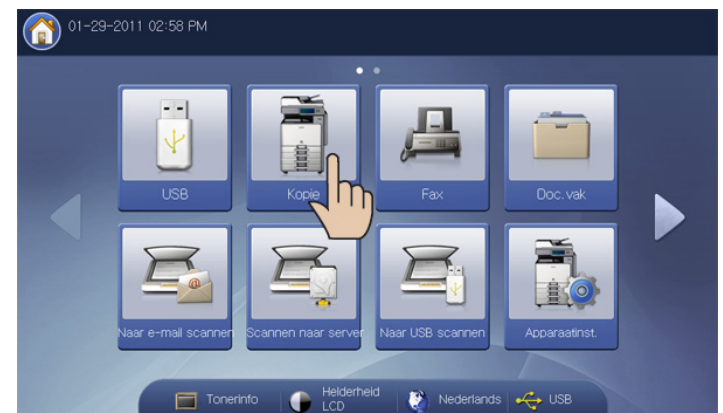 01-29-2011 02:58 PM
USB
Kopie
Fax
Doc. vak
Naar e-mail scannen
Scannen naar server
Naar USB scannen
Apparaatinst.
Tonerinfo
Helderheid
LCD
Nederlands
USB